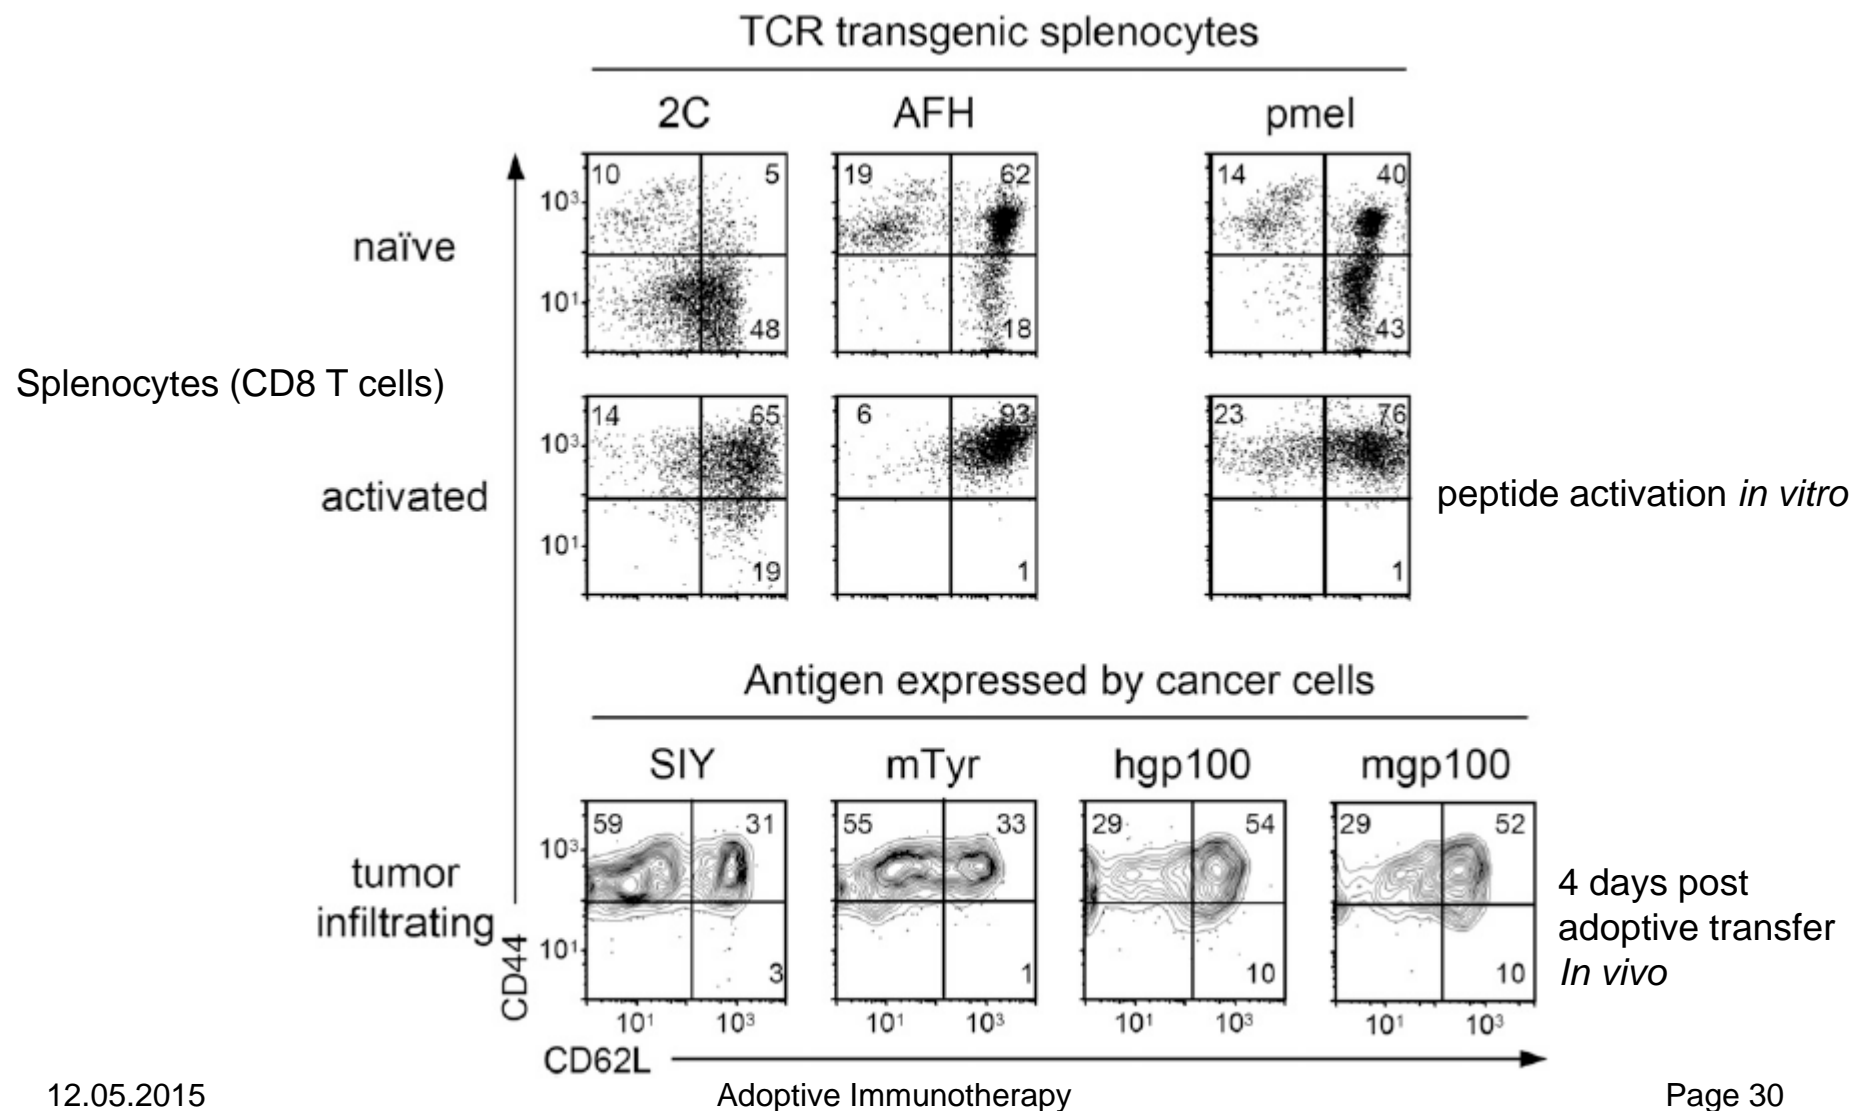 TCR transgenic splenocytes
2C AFH pmel
10 5 19 62 14 40
10³
naïve
10¹
48 18 43
Splenocytes (CD8 T cells)
14 65 6 93 23 76
10³
activated
peptide activation in vitro
10¹
19 1 1
Antigen expressed by cancer cells
SIY mTyr hgp100 mgp100
59 31 55 33 29 54 29 52
10³
tumor
infiltrating
4 days post
adoptive transfer
In vivo
10¹
3 1 10 10
CD44
10¹ 10³ 10¹ 10³ 10¹ 10³ 10¹ 10³
CD62L
12.05.2015 Adoptive Immunotherapy Page 30